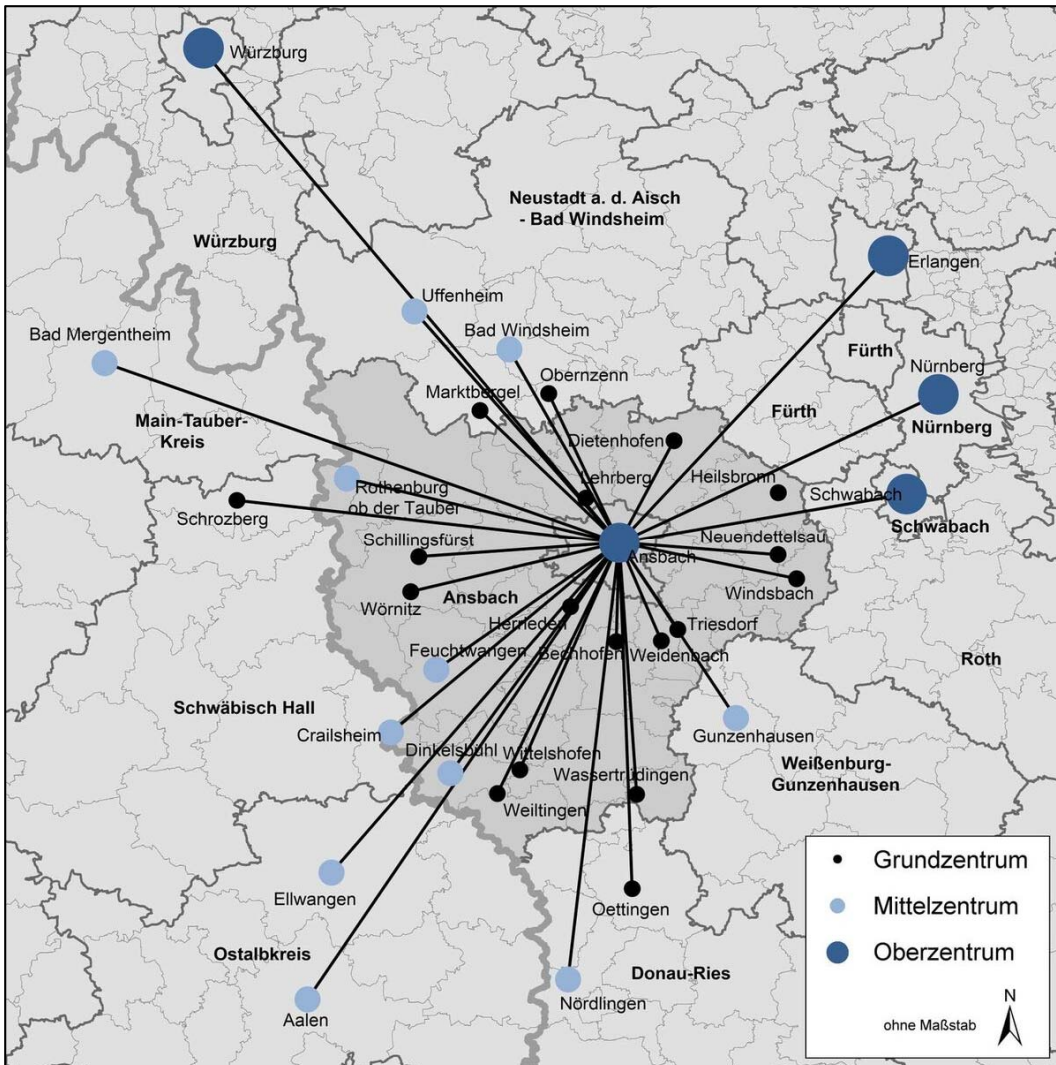 Würzburg
Neustadt a. d. Aisch
- Bad Windsheim
Würzburg
Erlangen
Uffenheim
Bad Windsheim
Bad Mergentheim
Fürth
Nürnberg
Obernzenn
Marktbergel
Main-Tauber-
Kreis
Fürth
Nürnberg
Dietenhofen
Lehrberg
Heilsbronn
Rothenburg
ob der Tauber
Schwabach
Schrozberg
Schwabach
Schillingsfürst
Neuendettelsau
Ansbach
Windsbach
Ansbach
Wörnitz
Herrieden
Triesdorf
Feuchtwangen
Bechhofen
Weidenbach
Roth
Schwäbisch Hall
Crailsheim
Gunzenhausen
Dinkelsbühl
Wittelshofen
Weißenburg-
Gunzenhausen
Wassertrüdingen
Weiltingen
Ellwangen
Oettingen
Ostalbkreis
Donau-Ries
Nördlingen
Aalen
Grundzentrum
Mittelzentrum
Oberzentrum
N
ohne Maßstab